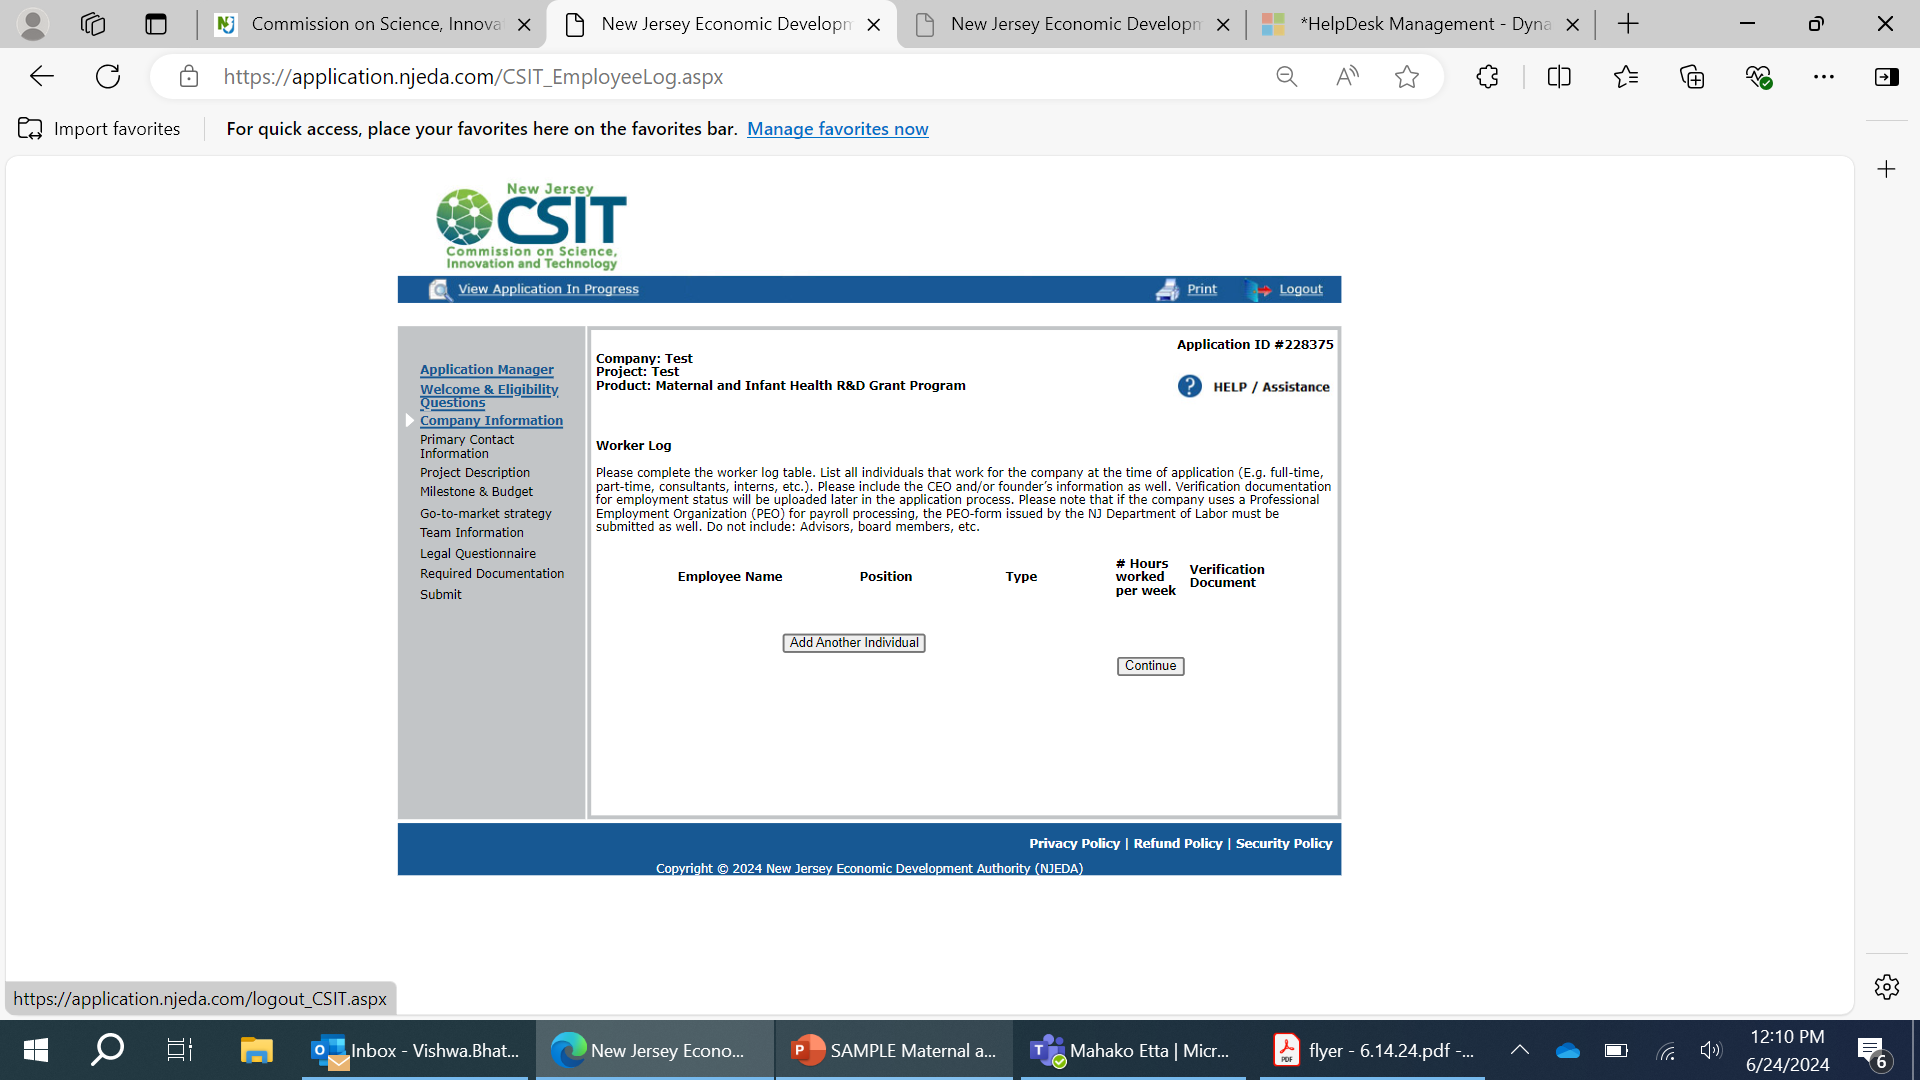 Commission on Science, Innova
New Jersey Economic Developm
New Jersey Economic Developm
*HelpDesk Management - Dyna
https://application.njeda.com/CSIT_EmployeeLog.aspx
Import favorites
For quick access, place your favorites here on the favorites bar. Manage favorites now
New Jersey
CSIT
Commission on Science,
Innovation and Technology
View Application In Progress
Print
Logout
Application Manager
Welcome & Eligibility
Questions
Company Information
Primary Contact
Information
Project Description
Milestone & Budget
Go-to-market strategy
Team Information
Legal Questionnaire
Required Documentation
Submit
Application ID #228375
Company: Test
Project: Test
Product: Maternal and Infant Health R&D Grant Program
HELP / Assistance
Worker Log
Please complete the worker log table. List all individuals that work for the company at the time of application (E.g. full-time,
part-time, consultants, interns, etc.). Please include the CEO and/or founder's information as well. Verification documentation
for employment status will be uploaded later in the application process. Please note that if the company uses a Professional
Employment Organization (PEO) for payroll processing, the PEO-form issued by the NJ Department of Labor must be
submitted as well. Do not include: Advisors, board members, etc.
Employee Name
Position
Type
# Hours
worked
per week
Verification
Document
Add Another Individual
Continue
Privacy Policy | Refund Policy | Security Policy
Copyright © 2024 New Jersey Economic Development Authority (NJEDA)
https://application.njeda.com/logout_CSIT.aspx
Inbox - Vishwa.Bhat...
New Jersey Econo...
SAMPLE Maternal a...
Mahako Etta | Micr...
flyer - 6.14.24.pdf -...
12:10 PM
6/24/2024
6